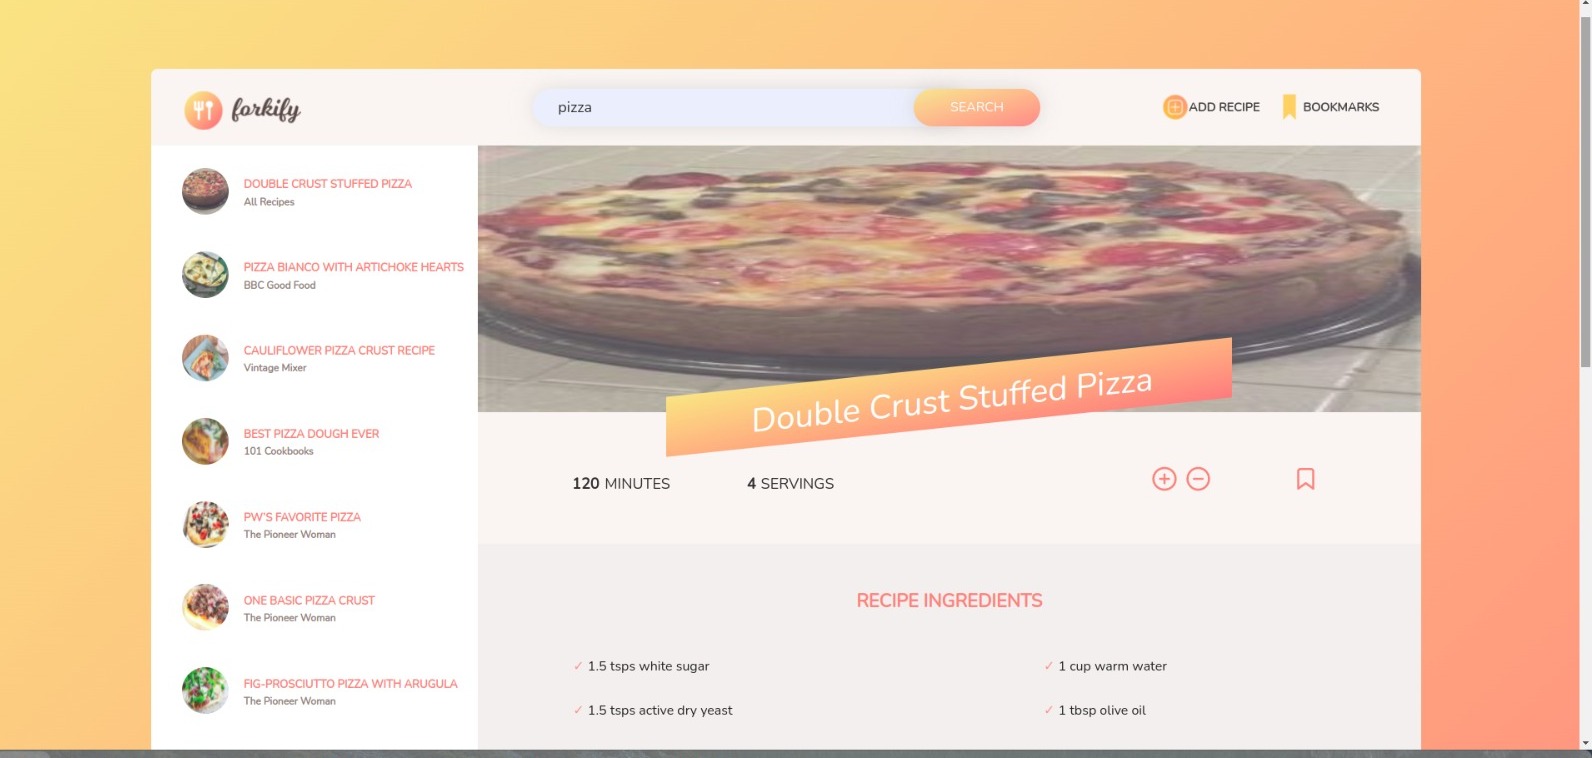 forkify
pizza
SEARCH
ADD RECIPE
BOOKMARKS
DOUBLE CRUST STUFFED PIZZA
All Recipes
PIZZA BIANCO WITH ARTICHOKE HEARTS
BBC Good Food
CAULIFLOWER PIZZA CRUST RECIPE
Vintage Mixer
BEST PIZZA DOUGH EVER
101 Cookbooks
PW'S FAVORITE PIZZA
The Pioneer Woman
ONE BASIC PIZZA CRUST
The Pioneer Woman
FIG-PROSCIUTTO PIZZA WITH ARUGULA
The Pioneer Woman
Double Crust Stuffed Pizza
120 MINUTES
4 SERVINGS
RECIPE INGREDIENTS
✓ 1.5 tsps white sugar
✓ 1 cup warm water
✓ 1.5 tsps active dry yeast
✓ 1 tbsp olive oil